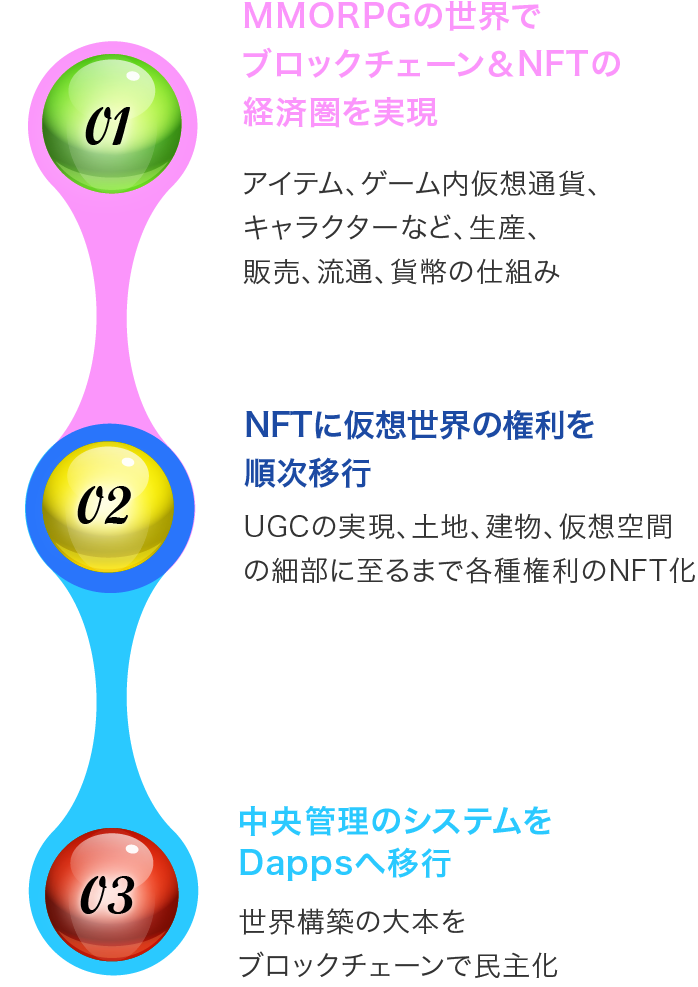 MMORPGの世界で
ブロックチェーン＆NFTの
経済圏を実現
01
アイテム、ゲーム内仮想通貨、
キャラクターなど、生産、
販売、流通、貨幣の仕組み
NFTに仮想世界の権利を
順次移行
02
UGCの実現、土地、建物、仮想空間
の細部に至るまで各種権利のNFT化
中央管理のシステムを
Dappsへ移行
03
世界構築の大本を
ブロックチェーンで民主化